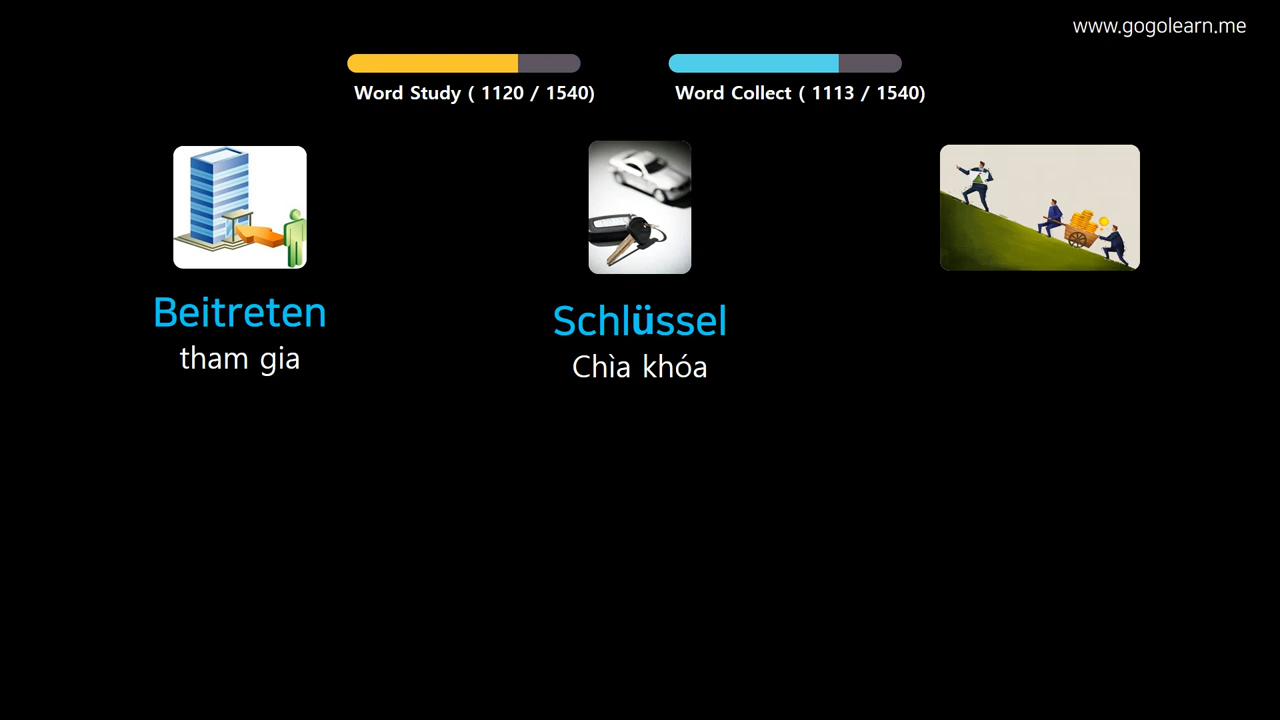 www.gogolearn.me
Word Study ( 1120 / 1540)
Word Collect ( 1113 / 1540)
Beitreten
tham gia
Schlüssel
Chìa khóa